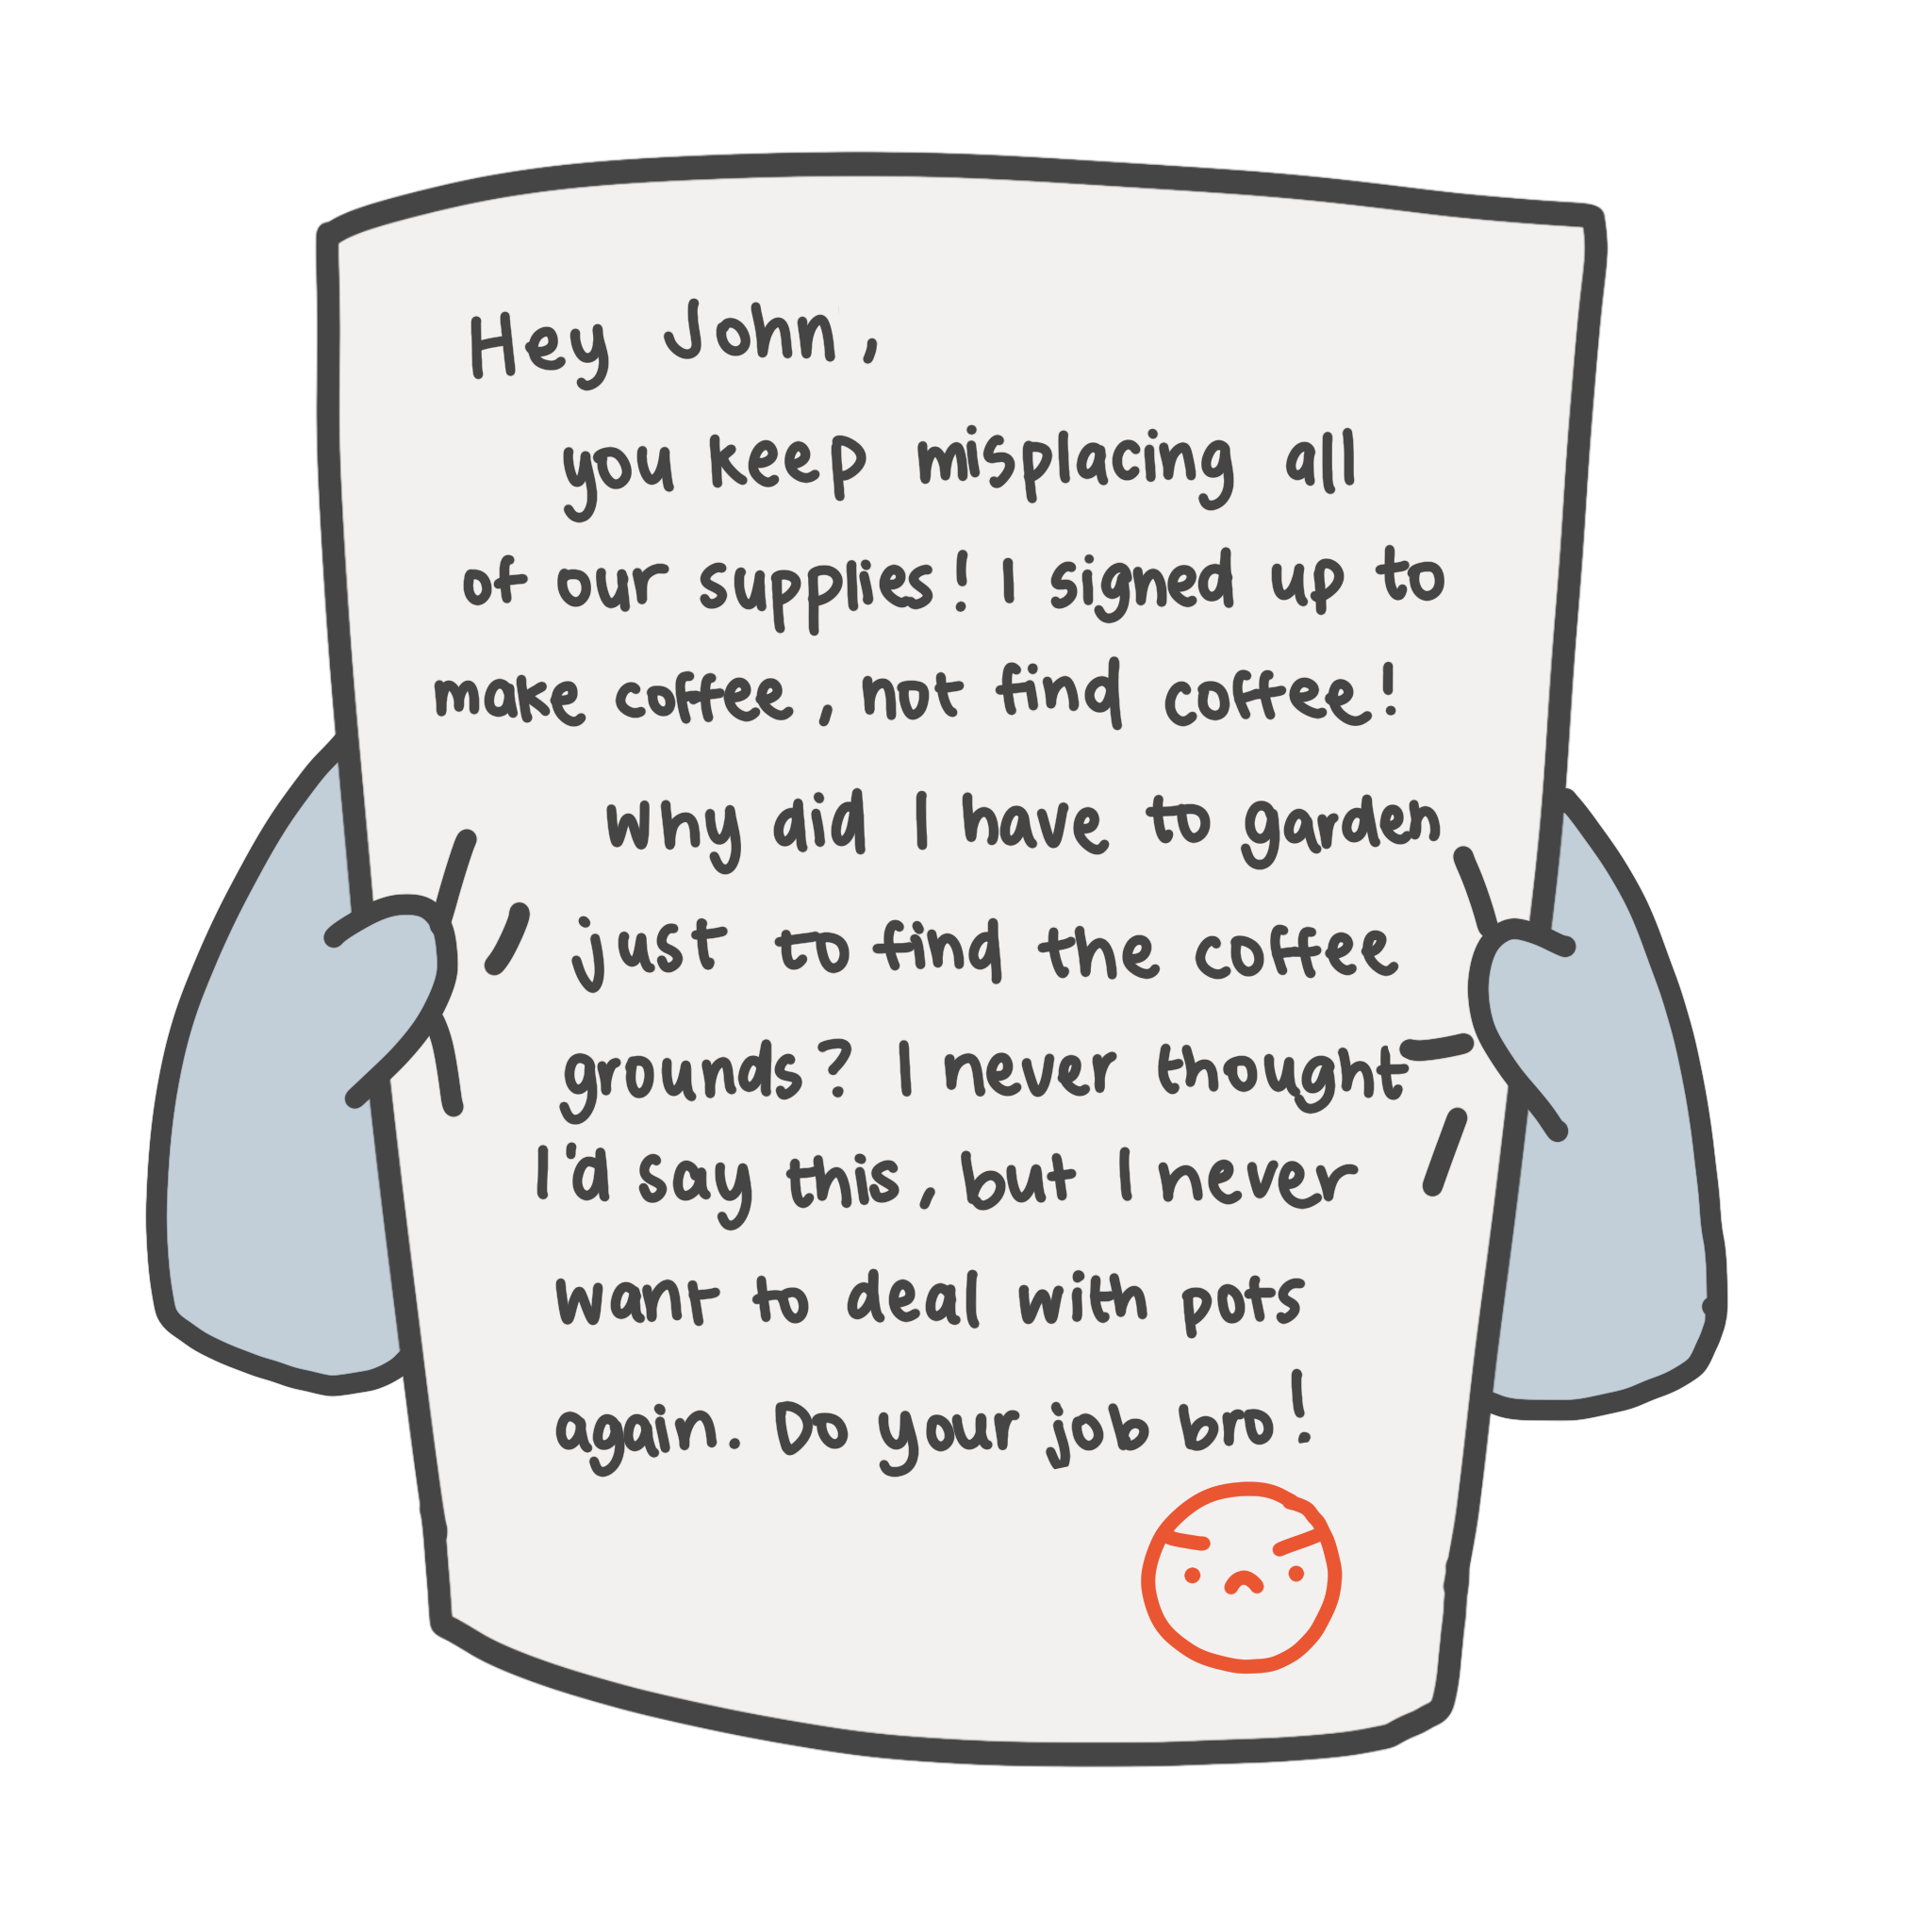 Hey John,
you keep misplacing all
of our supplies! I signed up to
make coffee, not find coffee!
Why did I have to garden
just to find the coffee
grounds? I never thought
I'd say this, but I never
want to deal with pots
again. Do your job bro!